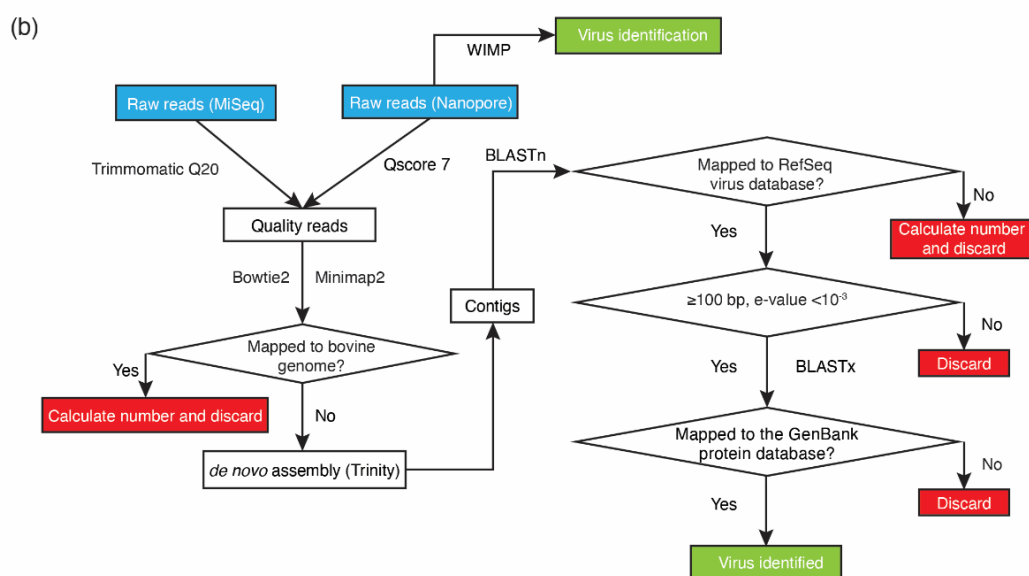 (b)
Virus identification
WIMP
Raw reads (MiSeq)
Raw reads (Nanopore)
Trimmomatic Q20
Qscore 7
Quality reads
Bowtie2
Minimap2
Mapped to bovine
genome?
Yes
Calculate number and discard
No
de novo assembly (Trinity)
Contigs
BLASTn
Mapped to RefSeq
virus database?
No
Calculate number
and discard
Yes
≥100 bp, e-value <10⁻³
No
Discard
Yes
BLASTx
Mapped to the GenBank
protein database?
No
Discard
Yes
Virus identified